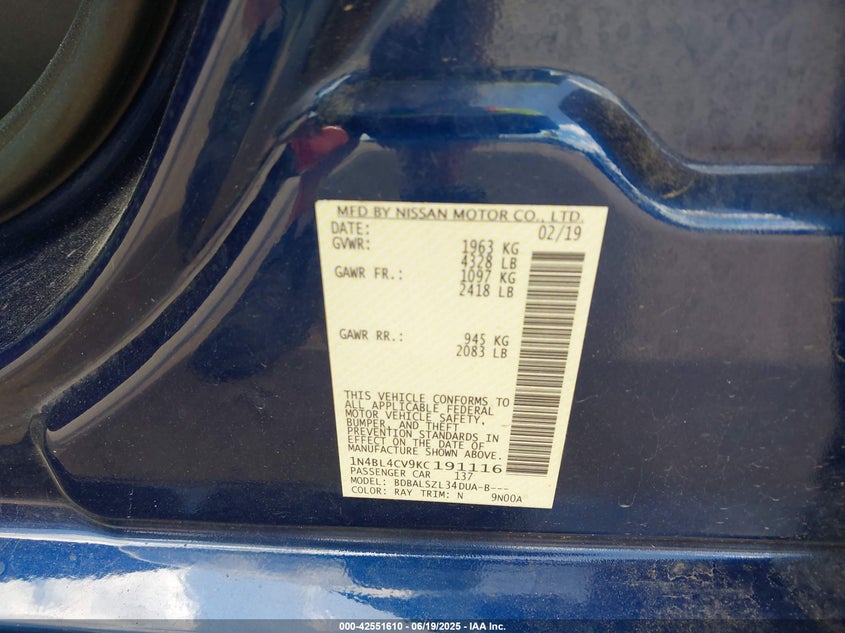 MFD BY NISSAN MOTOR CO., LTD.
DATE: 02/19
GVWR: 1963 KG
4328 LB
GAWR FR.: 1097 KG
2418 LB
GAWR RR.: 945 KG
2083 LB
THIS VEHICLE CONFORMS TO
ALL APPLICABLE FEDERAL
MOTOR VEHICLE SAFETY,
BUMPER, AND THEFT
PREVENTION STANDARDS IN
EFFECT ON THE DATE OF
MANUFACTURE SHOWN ABOVE.
1N4BL4CV9KC191116
PASSENGER CAR 137
MODEL: BDBALSZL34DUA-B---
COLOR: RAY TRIM: N 9N00A
000-42551610 - 06/19/2025 - IAA Inc.